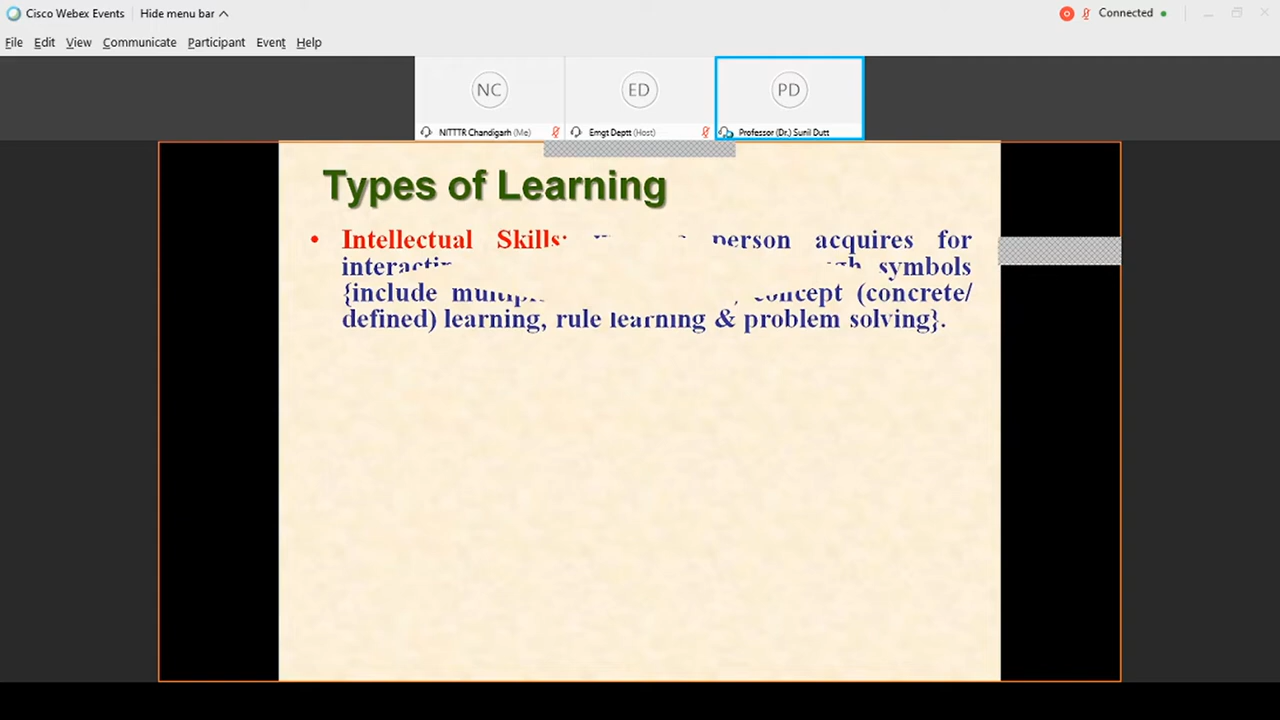 Cisco Webex Events Hide menu bar Connected
File Edit View Communicate Participant Event Help
NC ED PD
NITTTR Chandigarh (Me) Emgt Deptt (Host) Professor (Dr.) Sunil Dutt
Types of Learning
• Intellectual Skills: person acquires for
symbols
{include concept (concrete/
defined) learning, rule learning & problem solving}.